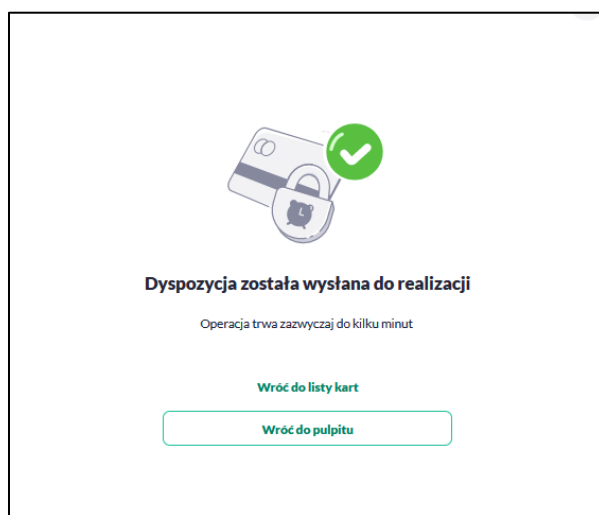 Dyspozycja została wysłana do realizacji
Operacja trwa zazwyczaj do kilku minut
Wróć do listy kart
Wróć do pulpitu